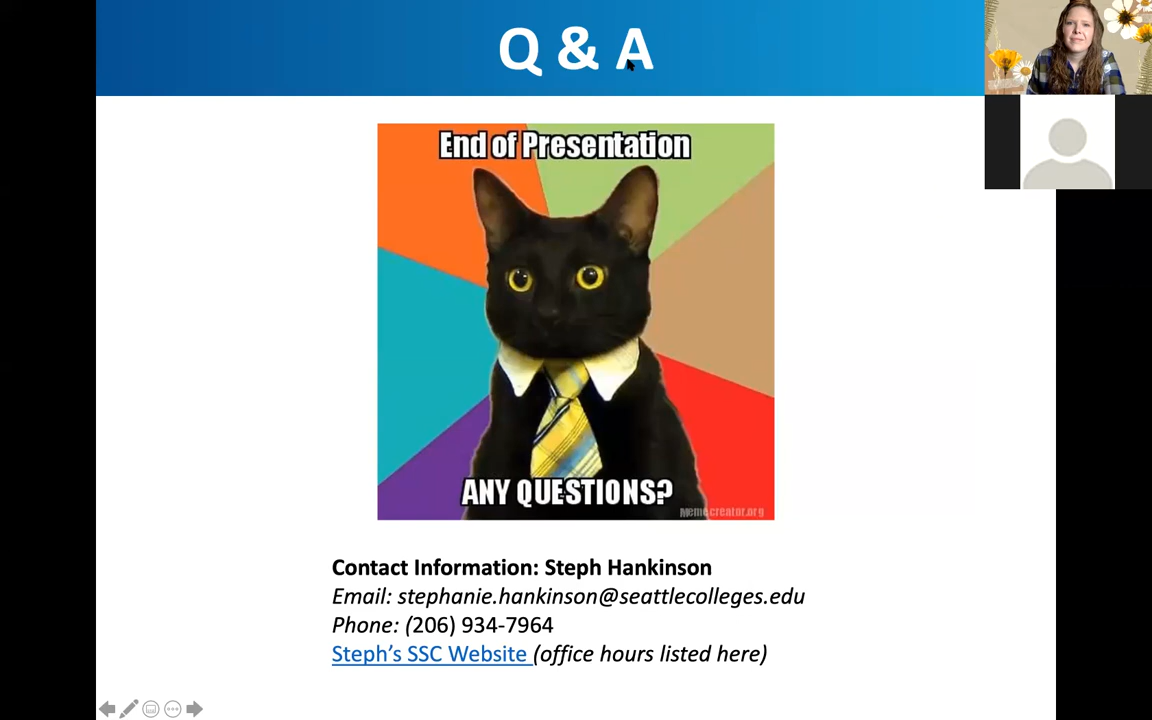 Q & A
End of Presentation
ANY QUESTIONS?
Memecreator.org
Contact Information: Steph Hankinson
Email: stephanie.hankinson@seattlecolleges.edu
Phone: (206) 934-7964
Steph's SSC Website (office hours listed here)